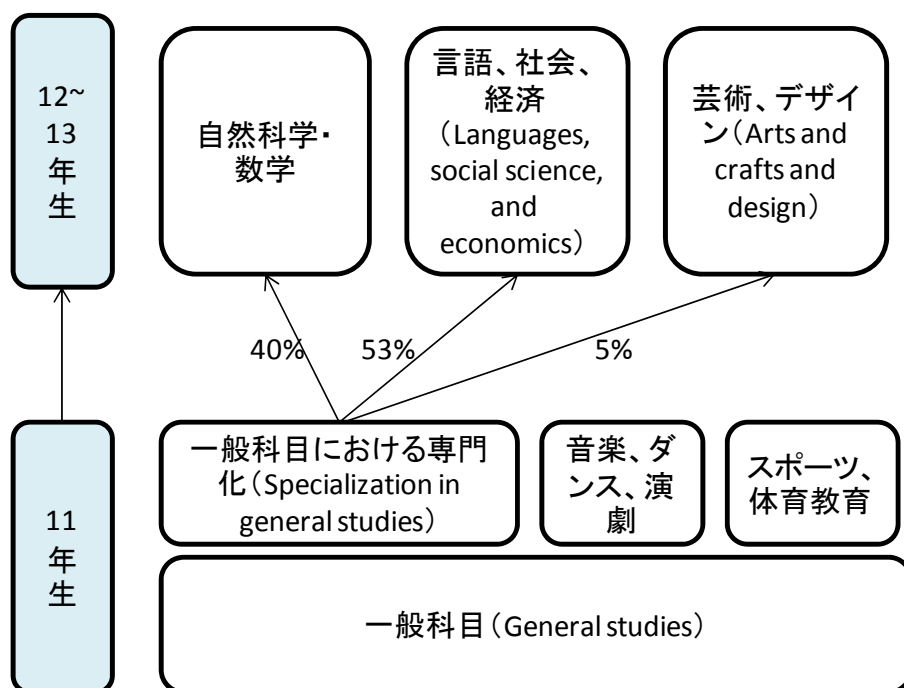 12~
13
年
生
自然科学・
数学
言語、社会、
経済
（Languages,
social science,
and
economics）
芸術、デザイ
ン（Arts and
crafts and
design）
40%
53%
5%
11
年
生
一般科目における専門
化（Specialization in
general studies）
音楽、ダ
ンス、演
劇
スポーツ、
体育教育
一般科目（General studies）